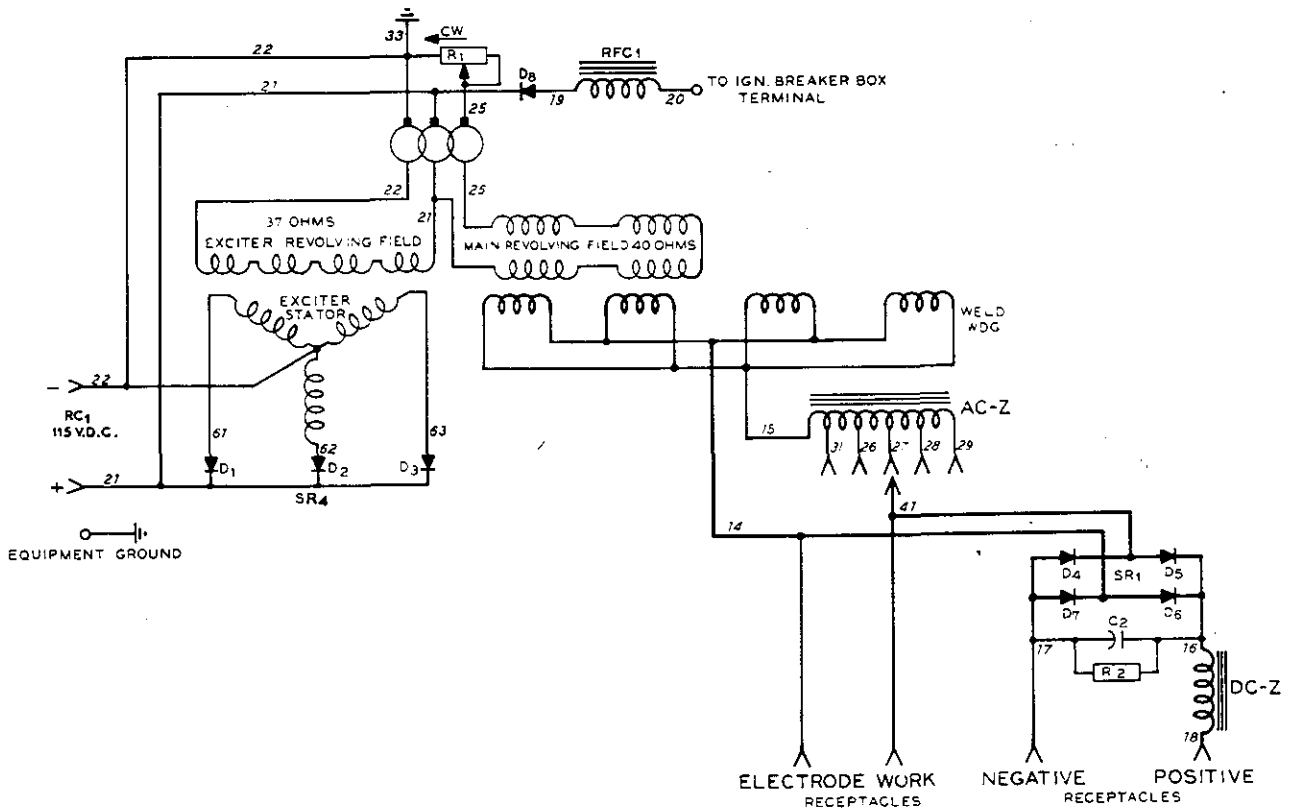 33
CW
22
R1
RFC1
D8
21
19
20
TO IGN. BREAKER BOX
TERMINAL
25
22
21
25
37 OHMS
EXCITER REVOLVING FIELD
MAIN REVOLVING FIELD 40 OHMS
EXCITER
STATOR
WELD
WDG
- 22
RC1
115 V.D.C.
AC-Z
15
31
26
27
28
29
61
62
63
D1
D2
D3
+ 21
SR4
EQUIPMENT GROUND
14
41
D4
SR1
D5
D7
D6
C2
17
16
R2
DC-Z
18
ELECTRODE WORK
RECEPTACLES
NEGATIVE POSITIVE
RECEPTACLES